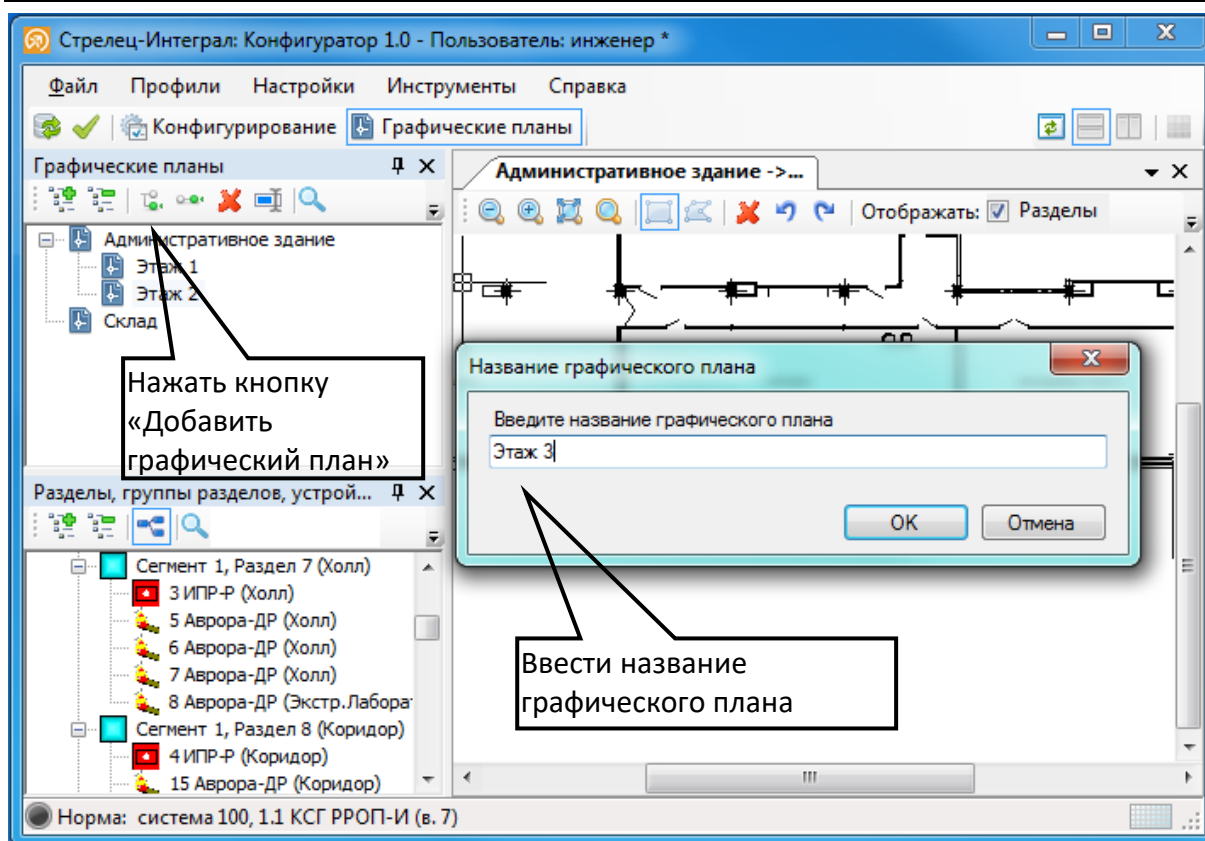 Стрелец-Интеграл: Конфигуратор 1.0 - Пользователь: инженер *
Файл Профили Настройки Инструменты Справка
Конфигурирование Графические планы
Графические планы
Административное здание
Этаж 1
Этаж 2
Склад
Нажать кнопку
«Добавить
графический план»
Административное здание ->...
Отображать: Разделы
Название графического плана
Введите название графического плана
Этаж 3
OK Отмена
Ввести название
графического плана
Разделы, группы разделов, устрой...
Сегмент 1, Раздел 7 (Холл)
3 ИПР-Р (Холл)
5 Аврора-ДР (Холл)
6 Аврора-ДР (Холл)
7 Аврора-ДР (Холл)
8 Аврора-ДР (Экстр.Лабора
Сегмент 1, Раздел 8 (Коридор)
4 ИПР-Р (Коридор)
15 Аврора-ДР (Коридор)
Норма: система 100, 1.1 КСГ РРОП-И (в. 7)